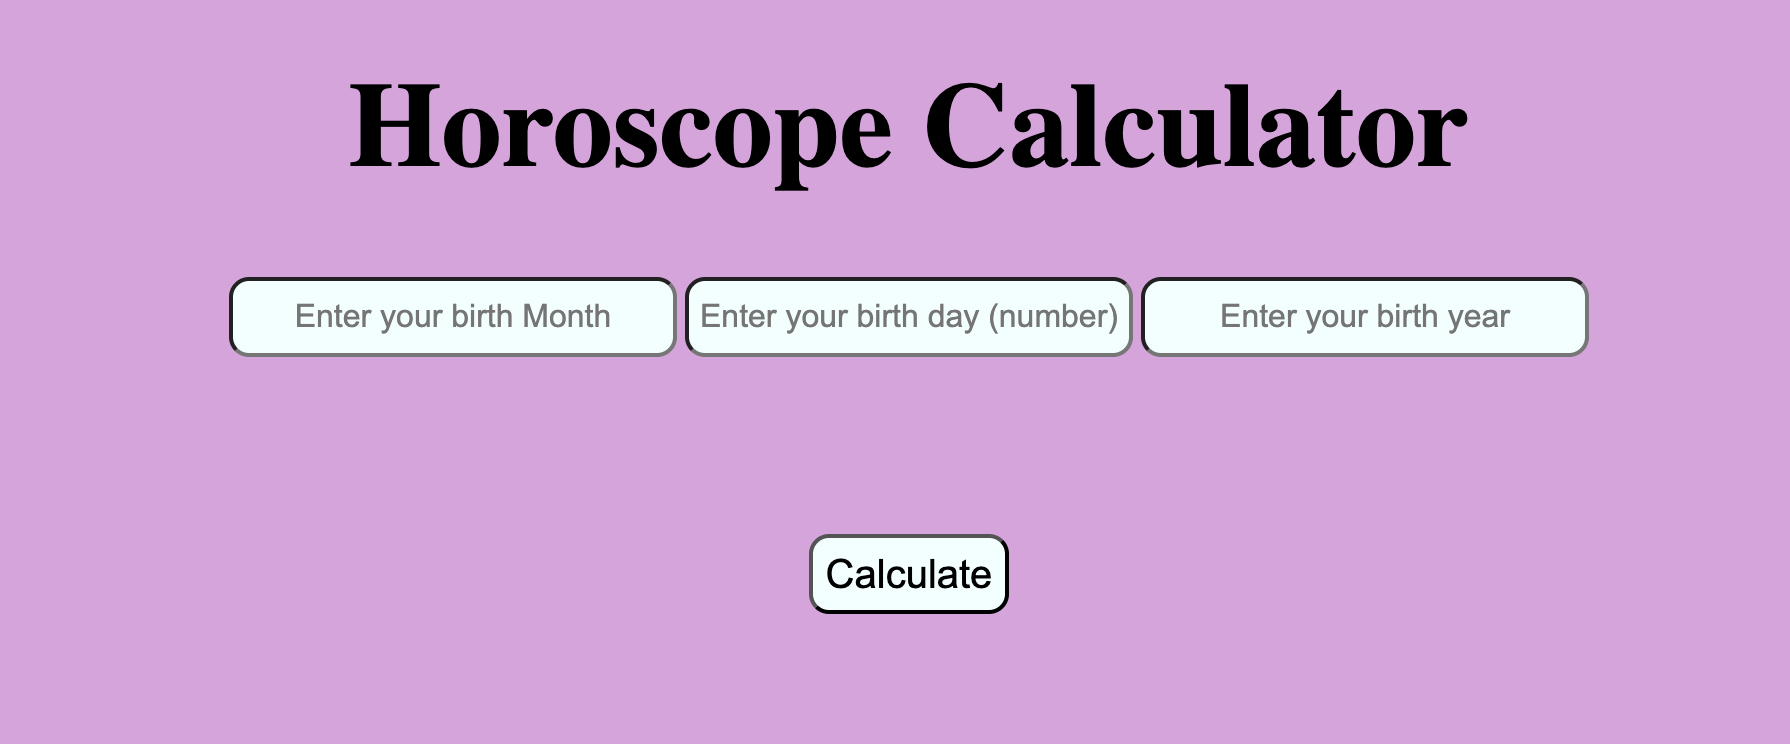 Horoscope Calculator
Enter your birth Month
Enter your birth day (number)
Enter your birth year
Calculate